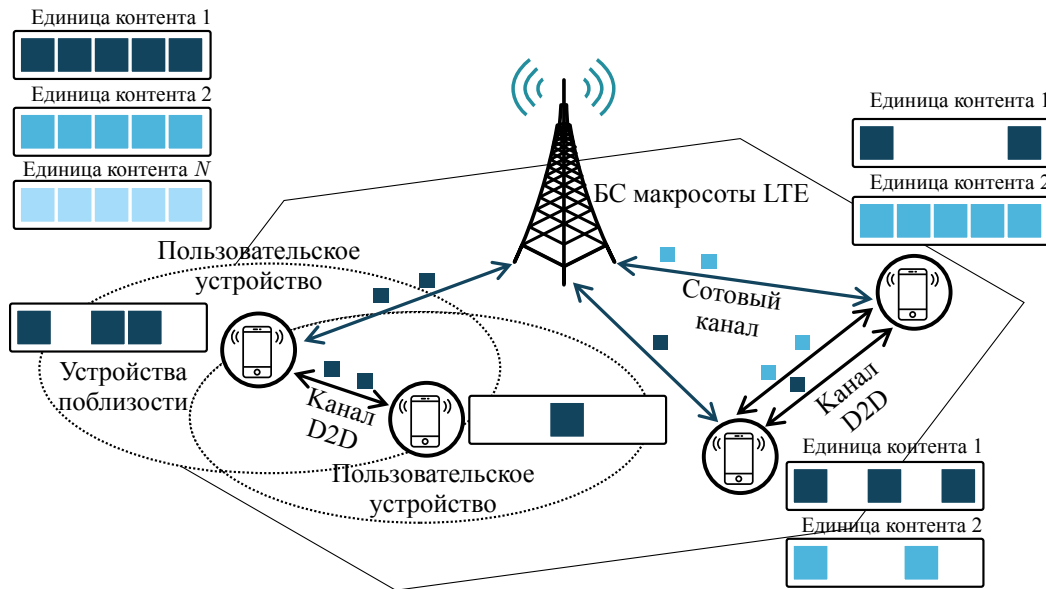 Единица контента 1
Единица контента 2
Единица контента N
Единица контента 1
Единица контента 2
БС макросоты LTE
Пользовательское
устройство
Сотовый
канал
Устройства
поблизости
Канал
D2D
Канал
D2D
Пользовательское
устройство
Единица контента 1
Единица контента 2